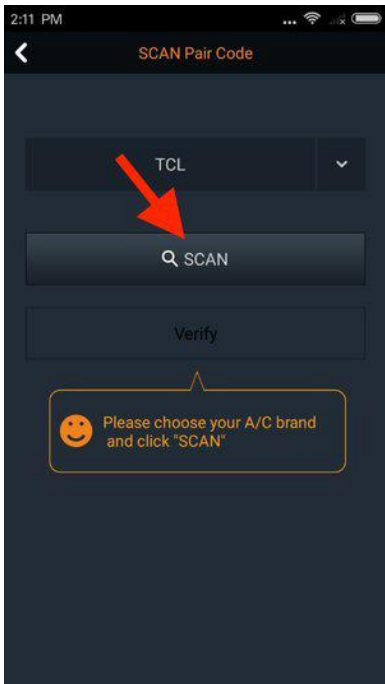 2:11 PM
SCAN Pair Code
TCL
SCAN
Verify
Please choose your A/C brand
and click "SCAN"